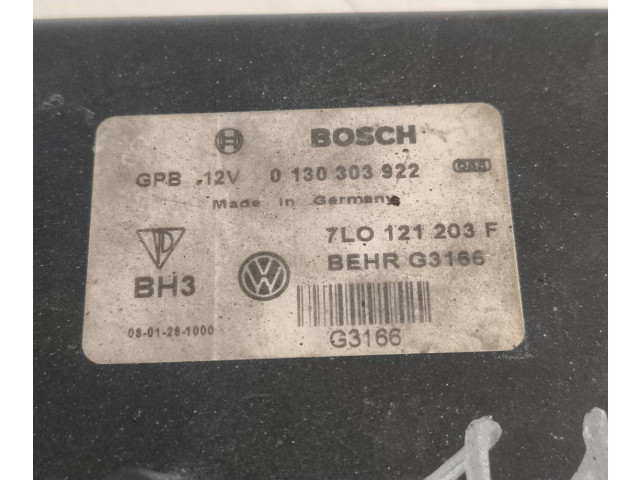 BOSCH
GPB 12V 0 130 303 922
Made in Germany
7L0 121 203 F
BEHR G3166
BH3
08-01-28-1000
G3166